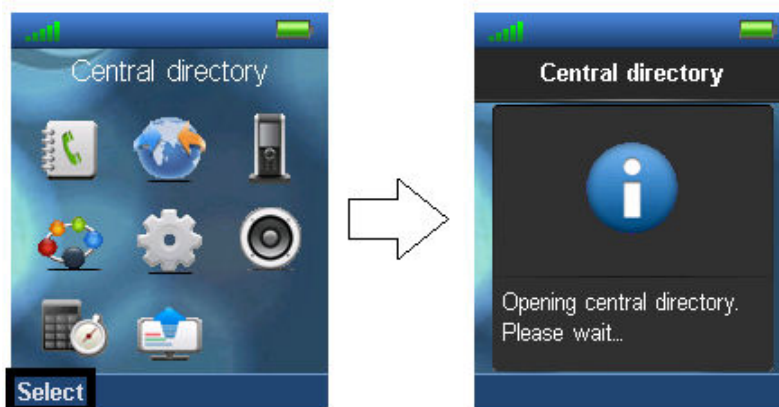 Central directory
Select
Central directory
Opening central directory.
Please wait...